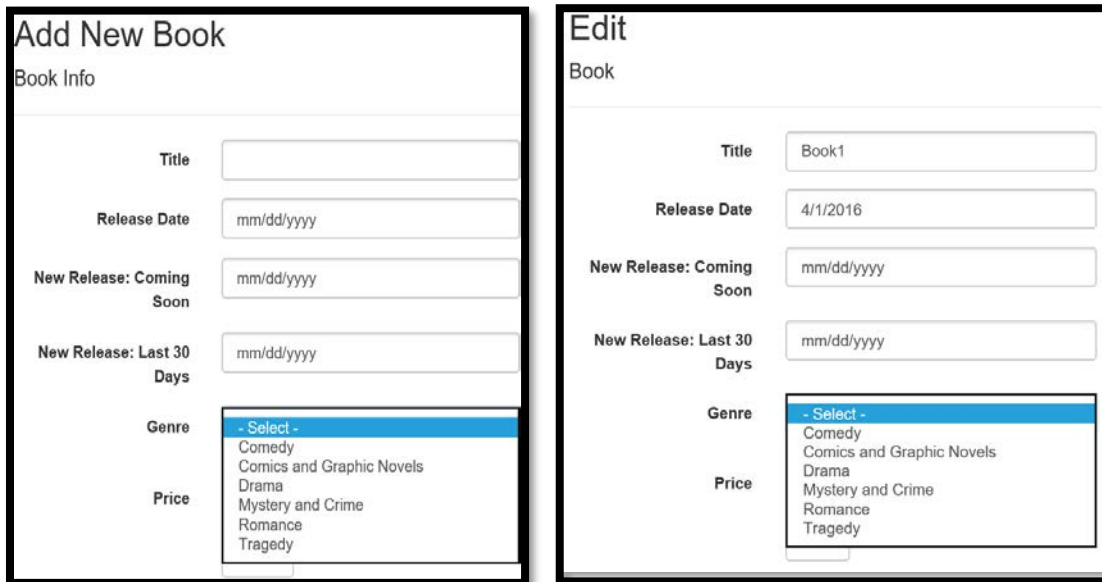 Add New Book
Book Info
Title
Release Date
mm/dd/yyyy
New Release: Coming
Soon
mm/dd/yyyy
New Release: Last 30
Days
mm/dd/yyyy
Genre
- Select -
Comedy
Comics and Graphic Novels
Drama
Mystery and Crime
Romance
Tragedy
Price
Edit
Book
Title
Book1
Release Date
4/1/2016
New Release: Coming
Soon
mm/dd/yyyy
New Release: Last 30
Days
mm/dd/yyyy
Genre
- Select -
Comedy
Comics and Graphic Novels
Drama
Mystery and Crime
Romance
Tragedy
Price